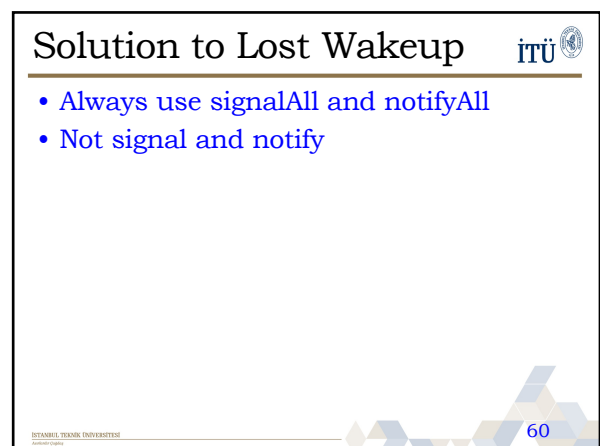 Solution to Lost Wakeup
İTÜ
• Always use signalAll and notifyAll
• Not signal and notify
İSTANBUL TEKNİK ÜNİVERSİTESİ
60